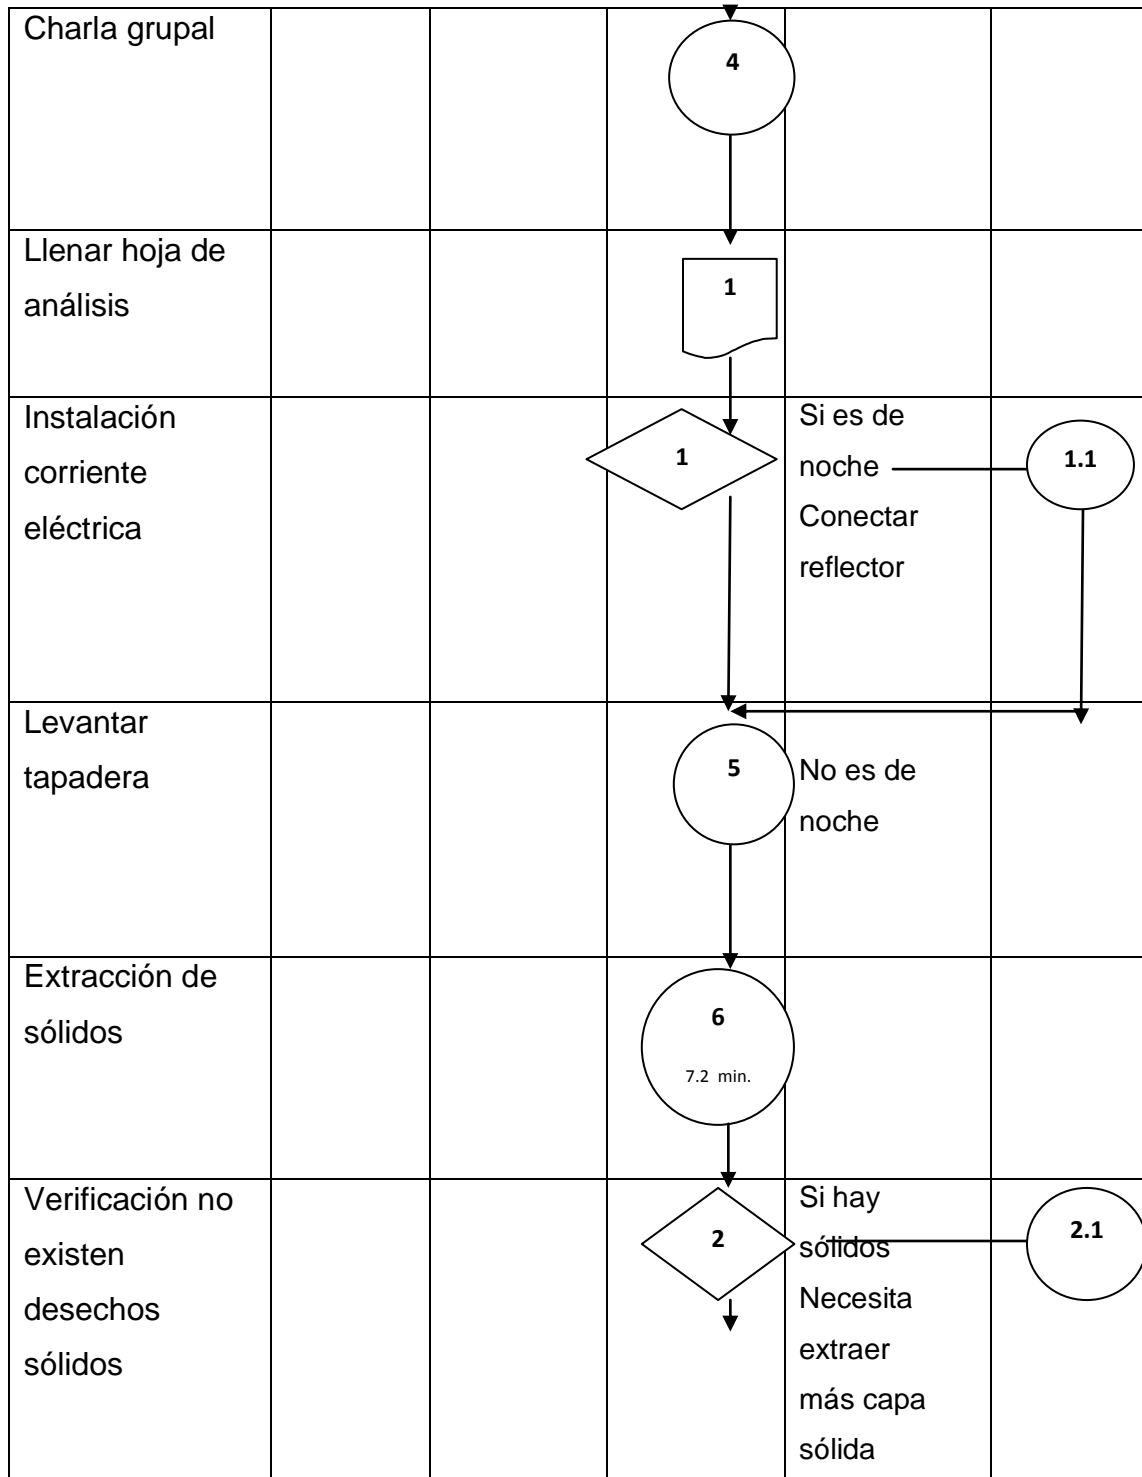 Charla grupal
4
Llenar hoja de
análisis
1
Instalación
corriente
eléctrica
1
Si es de
noche
Conectar
reflector
1.1
Levantar
tapadera
5
No es de
noche
Extracción de
sólidos
6
7.2 min.
Verificación no
existen
desechos
sólidos
2
Si hay
sólidos
Necesita
extraer
más capa
sólida
2.1